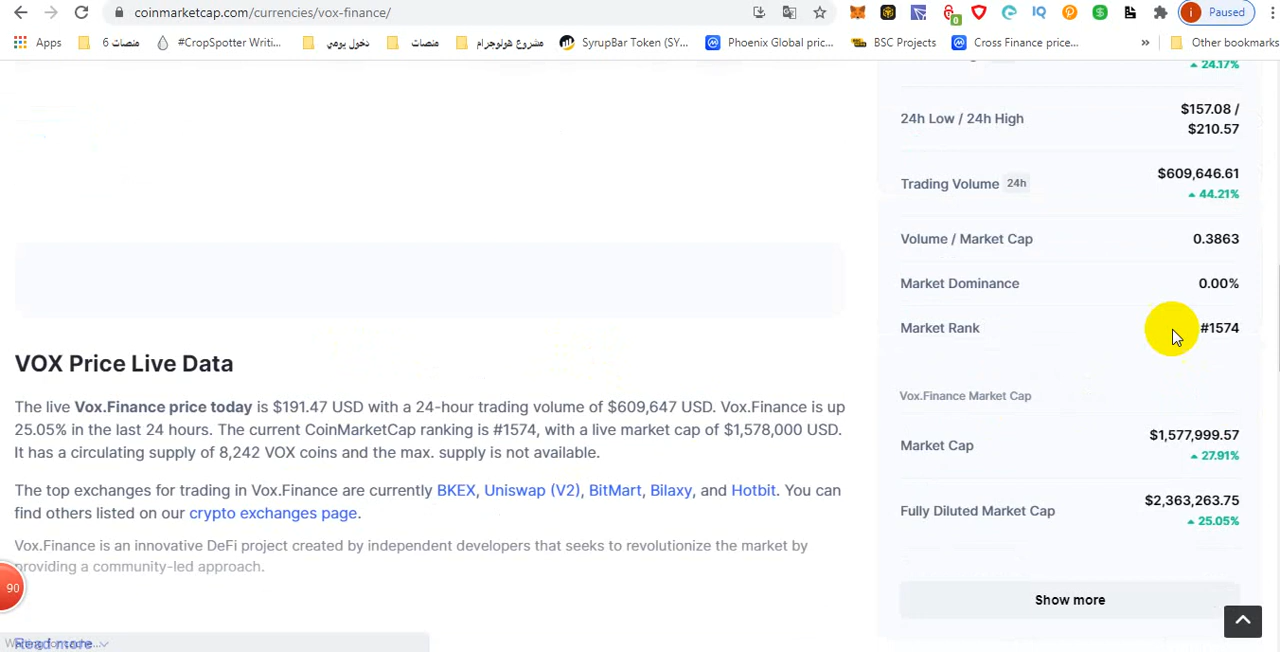 coinmarketcap.com/currencies/vox-finance/
Paused
Apps
منصات 6
#CropSpotter Writi...
دخول يومي
منصات
مشروع هولوجرام
SyrupBar Token (SY...
Phoenix Global pric...
BSC Projects
Cross Finance price...
»
Other bookmarks
24.17%
24h Low / 24h High
$157.08 /
$210.57
Trading Volume 24h
$609,646.61
44.21%
Volume / Market Cap
0.3863
Market Dominance
0.00%
Market Rank
#1574
Vox.Finance Market Cap
Market Cap
$1,577,999.57
27.91%
Fully Diluted Market Cap
$2,363,263.75
25.05%
Show more
VOX Price Live Data
The live Vox.Finance price today is $191.47 USD with a 24-hour trading volume of $609,647 USD. Vox.Finance is up
25.05% in the last 24 hours. The current CoinMarketCap ranking is #1574, with a live market cap of $1,578,000 USD.
It has a circulating supply of 8,242 VOX coins and the max. supply is not available.
The top exchanges for trading in Vox.Finance are currently BKEX, Uniswap (V2), BitMart, Bilaxy, and Hotbit. You can
find others listed on our crypto exchanges page.
Vox.Finance is an innovative DeFi project created by independent developers that seeks to revolutionize the market by
providing a community-led approach.
90
Read more